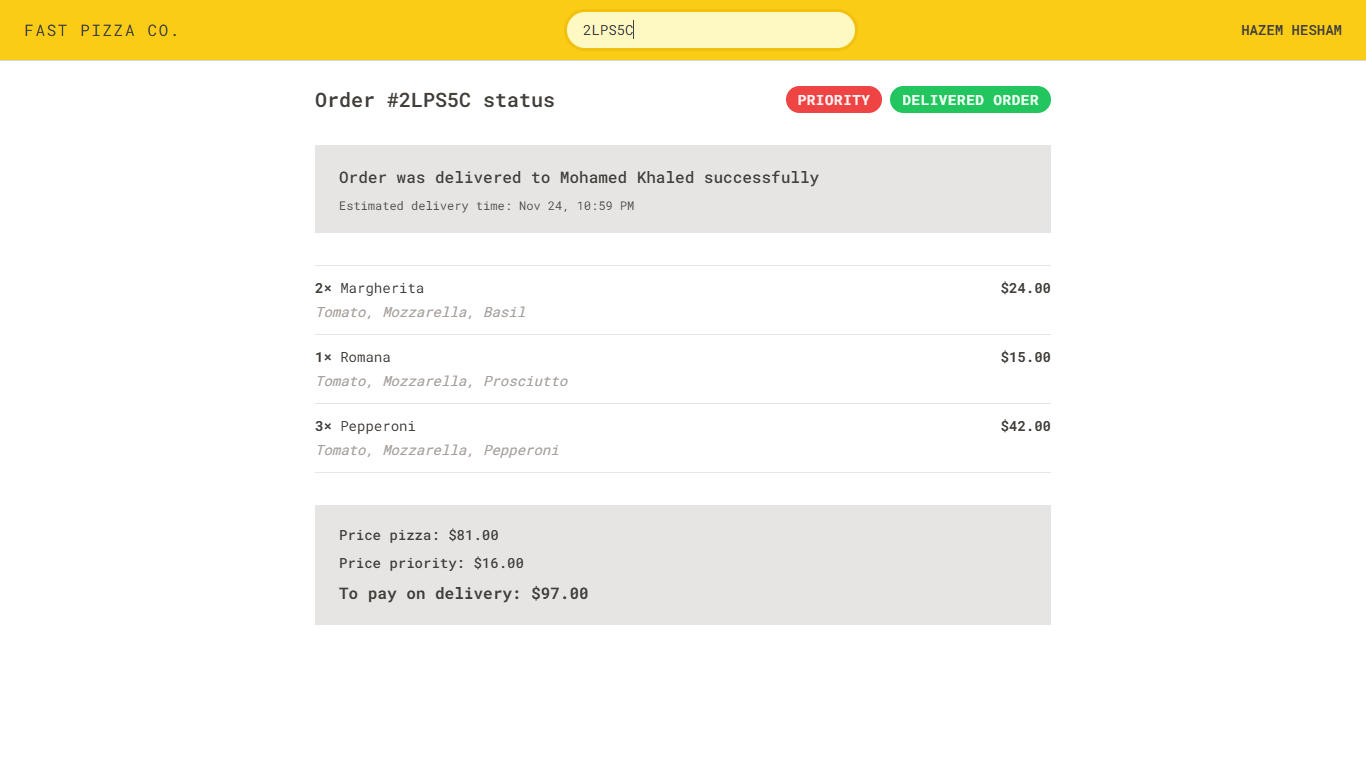 FAST PIZZA CO.
2LPS5C
HAZEM HESHAM
Order #2LPS5C status
PRIORITY
DELIVERED ORDER
Order was delivered to Mohamed Khaled successfully
Estimated delivery time: Nov 24, 10:59 PM
2× Margherita
$24.00
Tomato, Mozzarella, Basil
1× Romana
$15.00
Tomato, Mozzarella, Prosciutto
3× Pepperoni
$42.00
Tomato, Mozzarella, Pepperoni
Price pizza: $81.00
Price priority: $16.00
To pay on delivery: $97.00